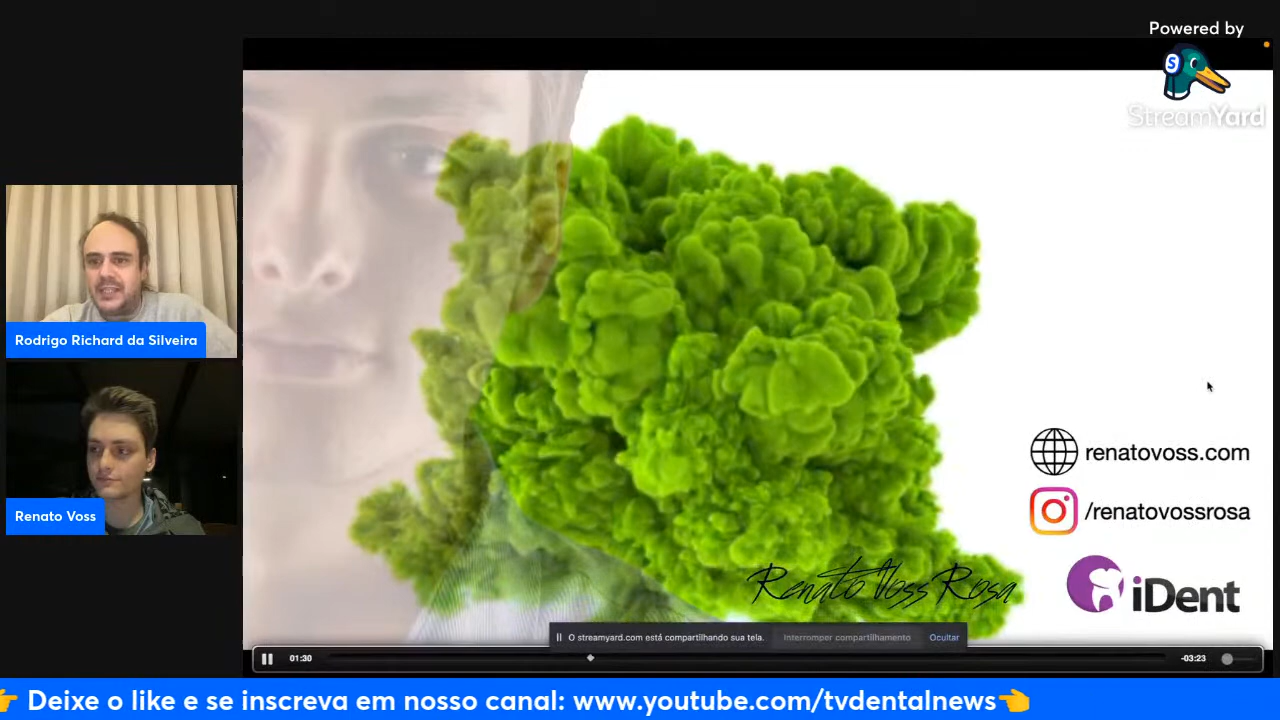 Powered by
StreamYard
Rodrigo Richard da Silveira
Renato Voss
renatovoss.com
/renatovossrosa
Renato Voss Rosa
iDent
O streamyard.com está compartilhando sua tela. Interromper compartilhamento Ocultar
01:30 -03:23
👉 Deixe o like e se inscreva em nosso canal: www.youtube.com/tvdentalnews👈